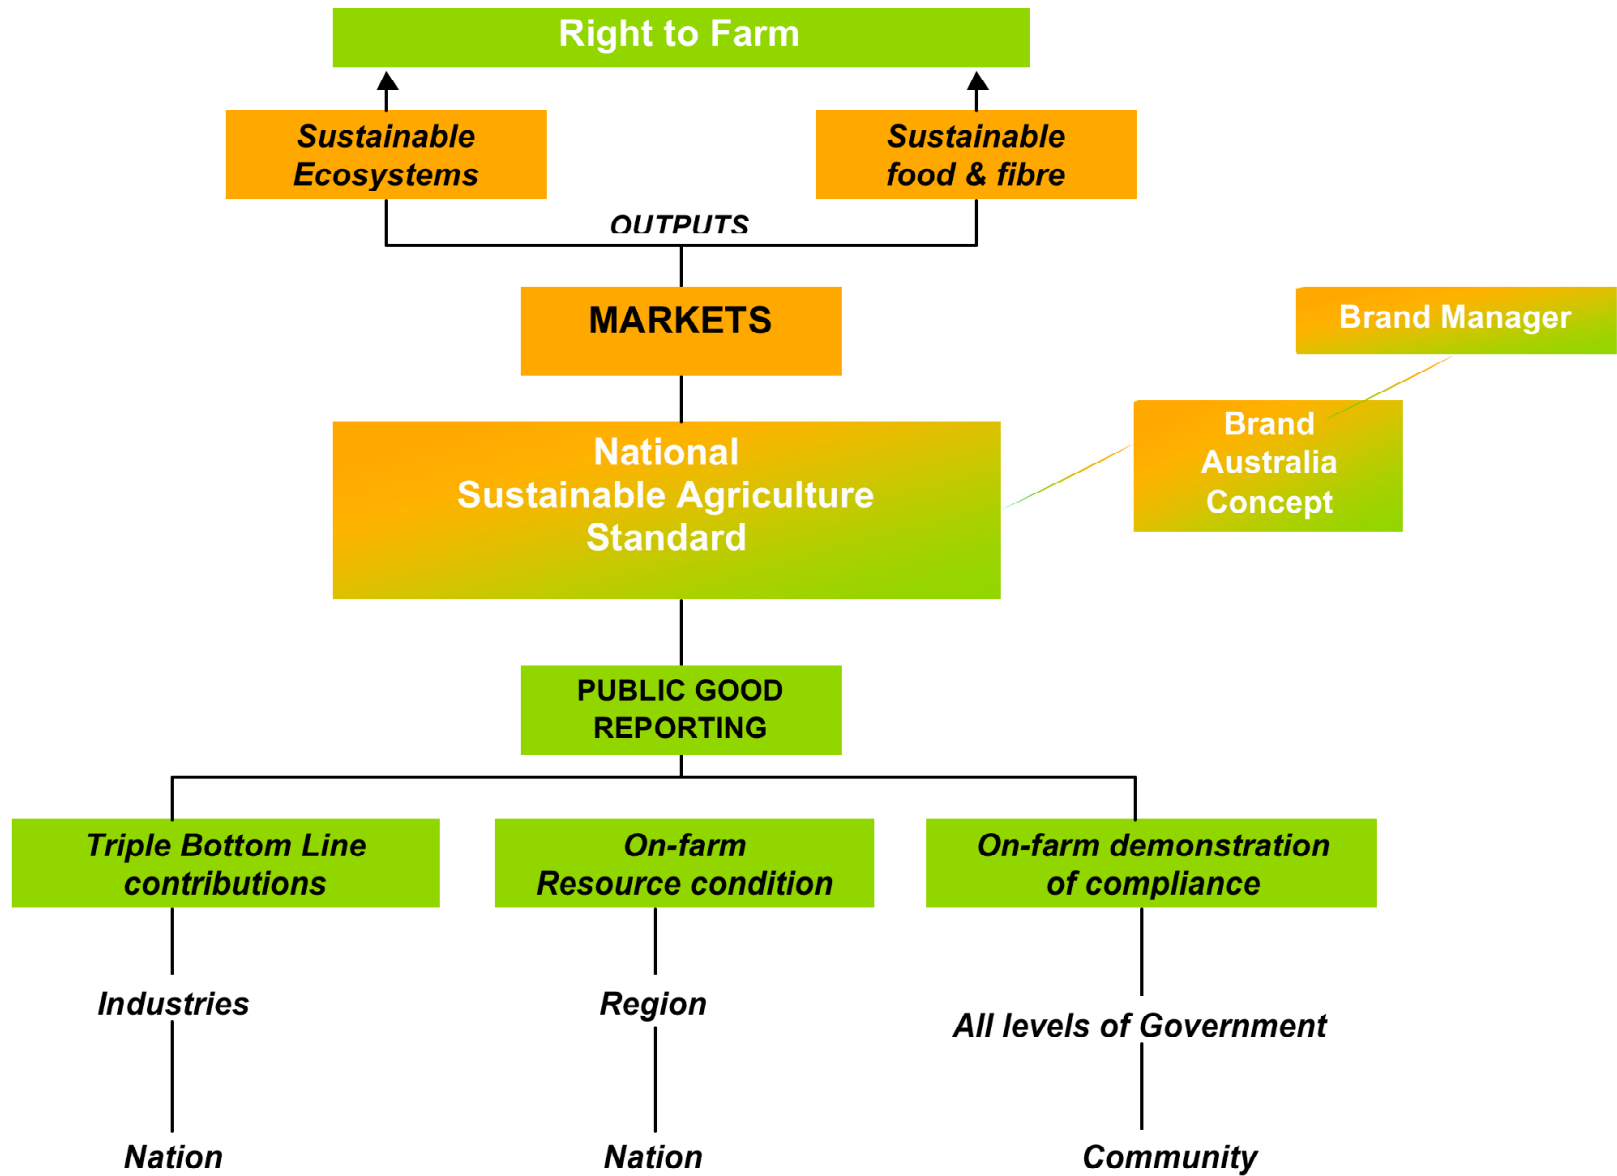 Right to Farm
Sustainable
Ecosystems
Sustainable
food & fibre
OUTPUTS
MARKETS
Brand Manager
Brand
Australia
Concept
National
Sustainable Agriculture
Standard
PUBLIC GOOD
REPORTING
Triple Bottom Line
contributions
On-farm
Resource condition
On-farm demonstration
of compliance
Industries
Region
All levels of Government
Nation
Nation
Community